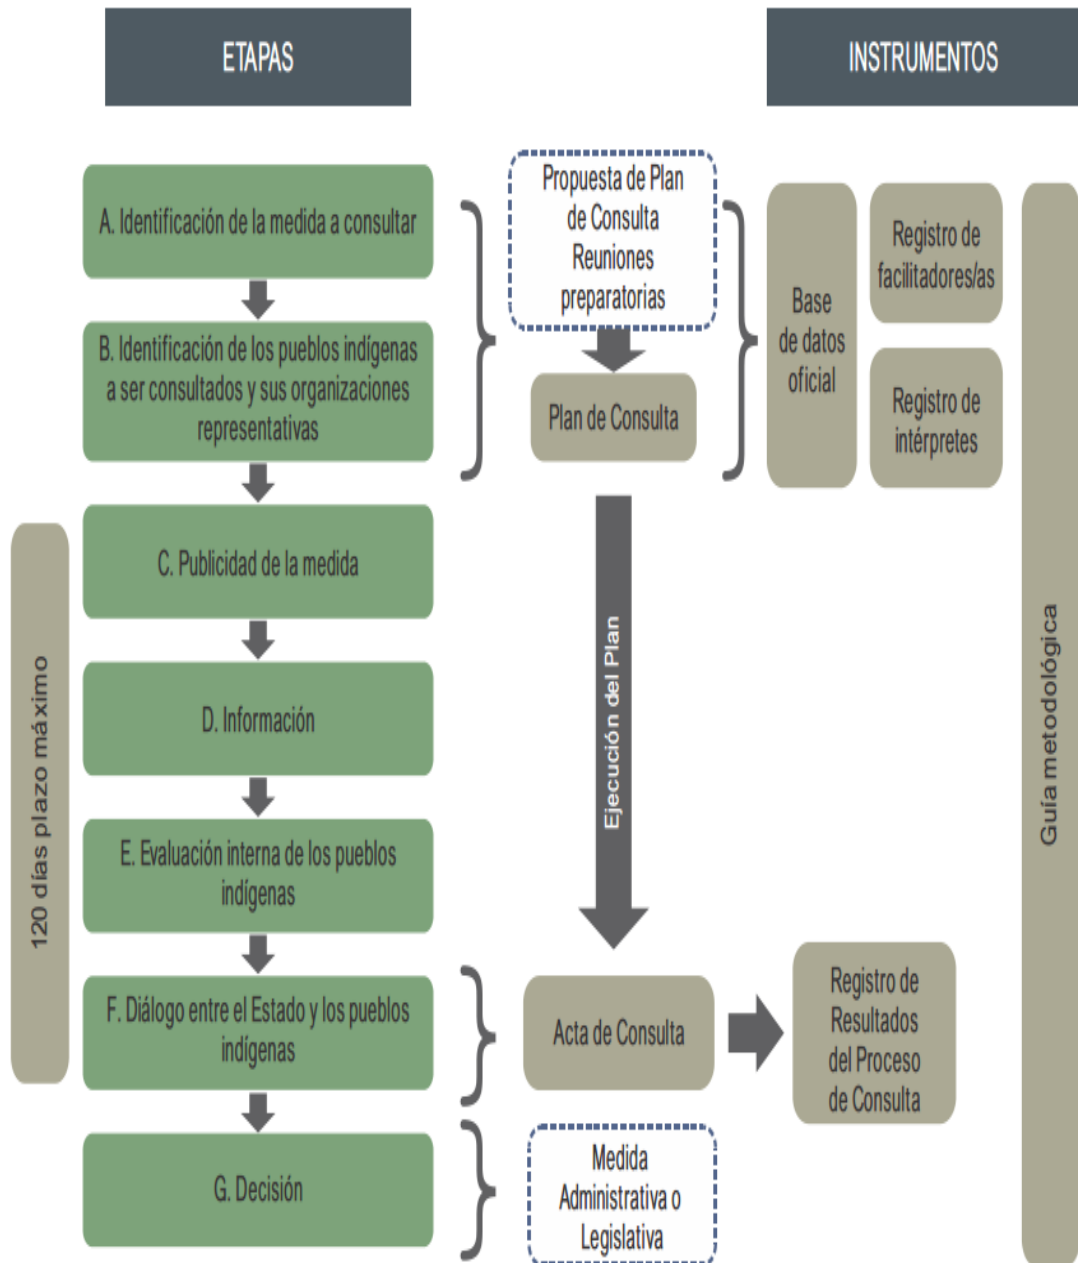 ETAPAS
INSTRUMENTOS
A. Identificación de la medida a consultar
B. Identificación de los pueblos indígenas
a ser consultados y sus organizaciones
representativas
C. Publicidad de la medida
D. Información
E. Evaluación interna de los pueblos
indígenas
F. Diálogo entre el Estado y los pueblos
indígenas
G. Decisión
120 días plazo máximo
Propuesta de Plan
de Consulta
Reuniones
preparatorias
Plan de Consulta
Ejecución del Plan
Acta de Consulta
Medida
Administrativa o
Legislativa
Base
de datos
oficial
Registro de
facilitadores/as
Registro de
intérpretes
Registro de
Resultados
del Proceso
de Consulta
Guía metodológica